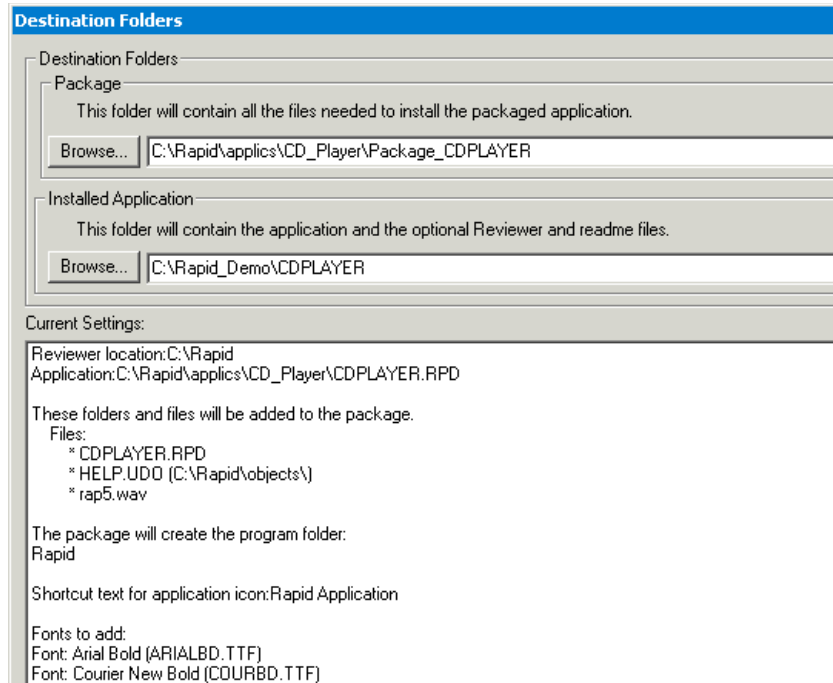 Destination Folders
Destination Folders
Package
This folder will contain all the files needed to install the packaged application.
Browse... C:\Rapid\applics\CD_Player\Package_CDPLAYER
Installed Application
This folder will contain the application and the optional Reviewer and readme files.
Browse... C:\Rapid_Demo\CDPLAYER
Current Settings:
Reviewer location:C:\Rapid
Application:C:\Rapid\applics\CD_Player\CDPLAYER.RPD
These folders and files will be added to the package.
Files:
* CDPLAYER.RPD
* HELP.UDO (C:\Rapid\objects\)
* rap5.wav
The package will create the program folder:
Rapid
Shortcut text for application icon:Rapid Application
Fonts to add:
Font: Arial Bold (ARIALBD.TTF)
Font: Courier New Bold (COURBD.TTF)